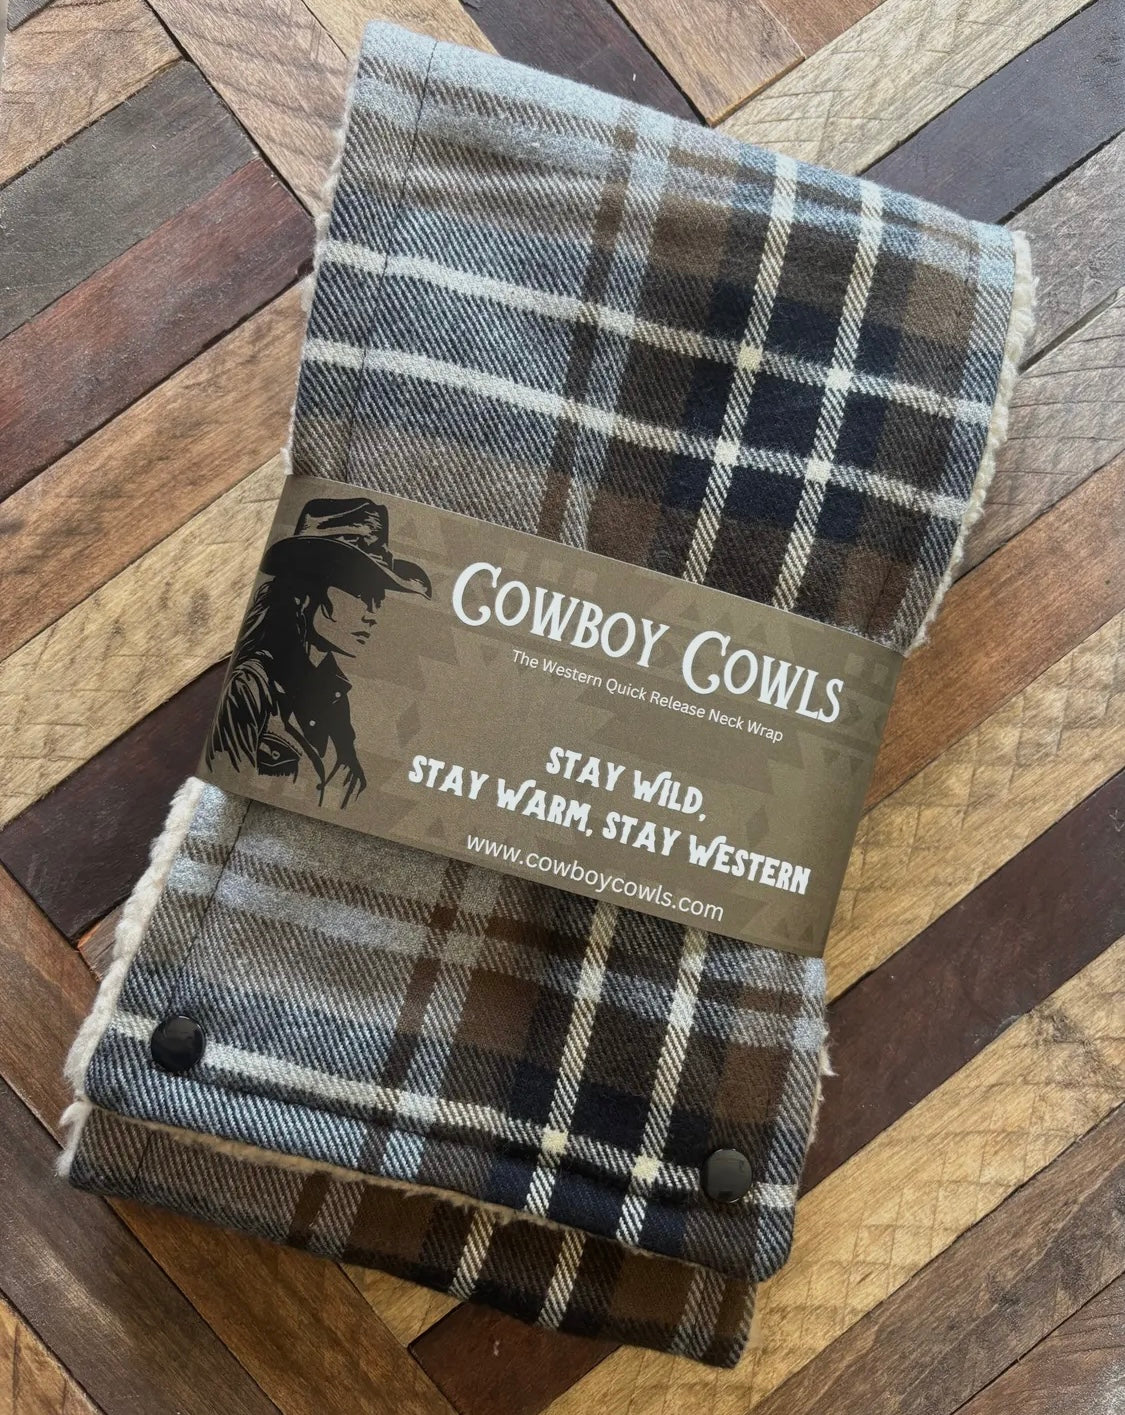 COWBOY COWLS
The Western Quick Release Neck Wrap
STAY WILD,
STAY WARM, STAY WESTERN
www.cowboycowls.com